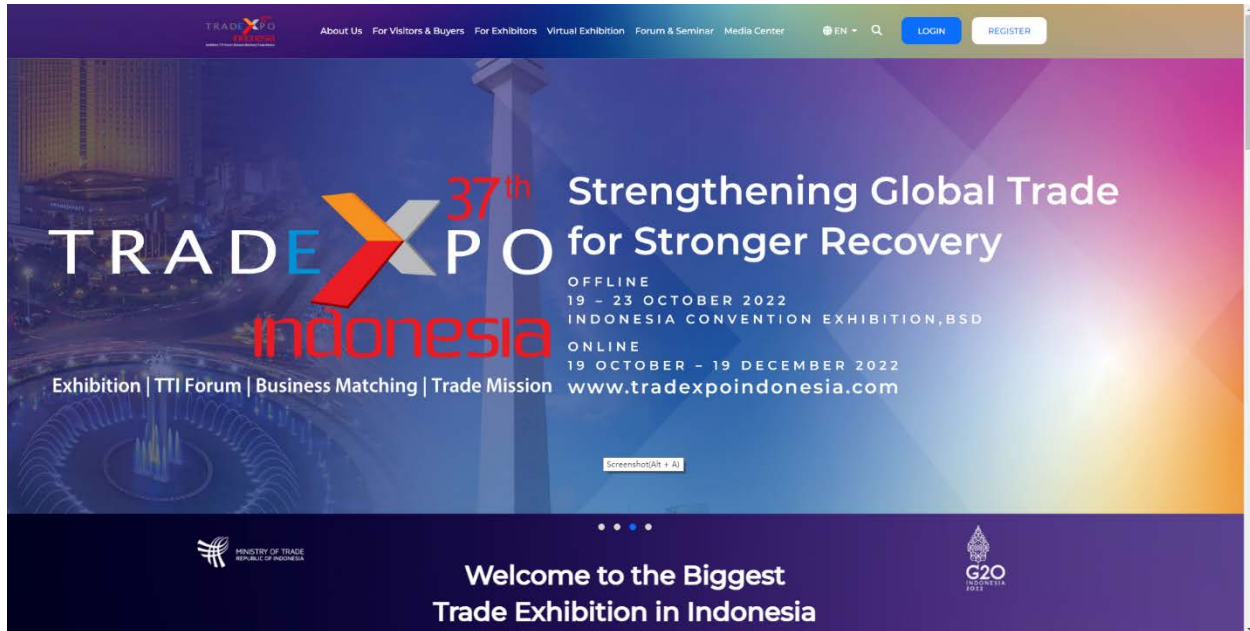 TRADEXPO
indonesia
About Us For Visitors & Buyers For Exhibitors Virtual Exhibition Forum & Seminar Media Center EN LOGIN REGISTER
37th
TRADEXPO
indonesia
Exhibition | TTI Forum | Business Matching | Trade Mission
Strengthening Global Trade
for Stronger Recovery
OFFLINE
19 – 23 OCTOBER 2022
INDONESIA CONVENTION EXHIBITION,BSD
ONLINE
19 OCTOBER – 19 DECEMBER 2022
www.tradexpoindonesia.com
Screenshot(Alt + A)
MINISTRY OF TRADE
REPUBLIC OF INDONESIA
Welcome to the Biggest
Trade Exhibition in Indonesia
G20
INDONESIA
2022